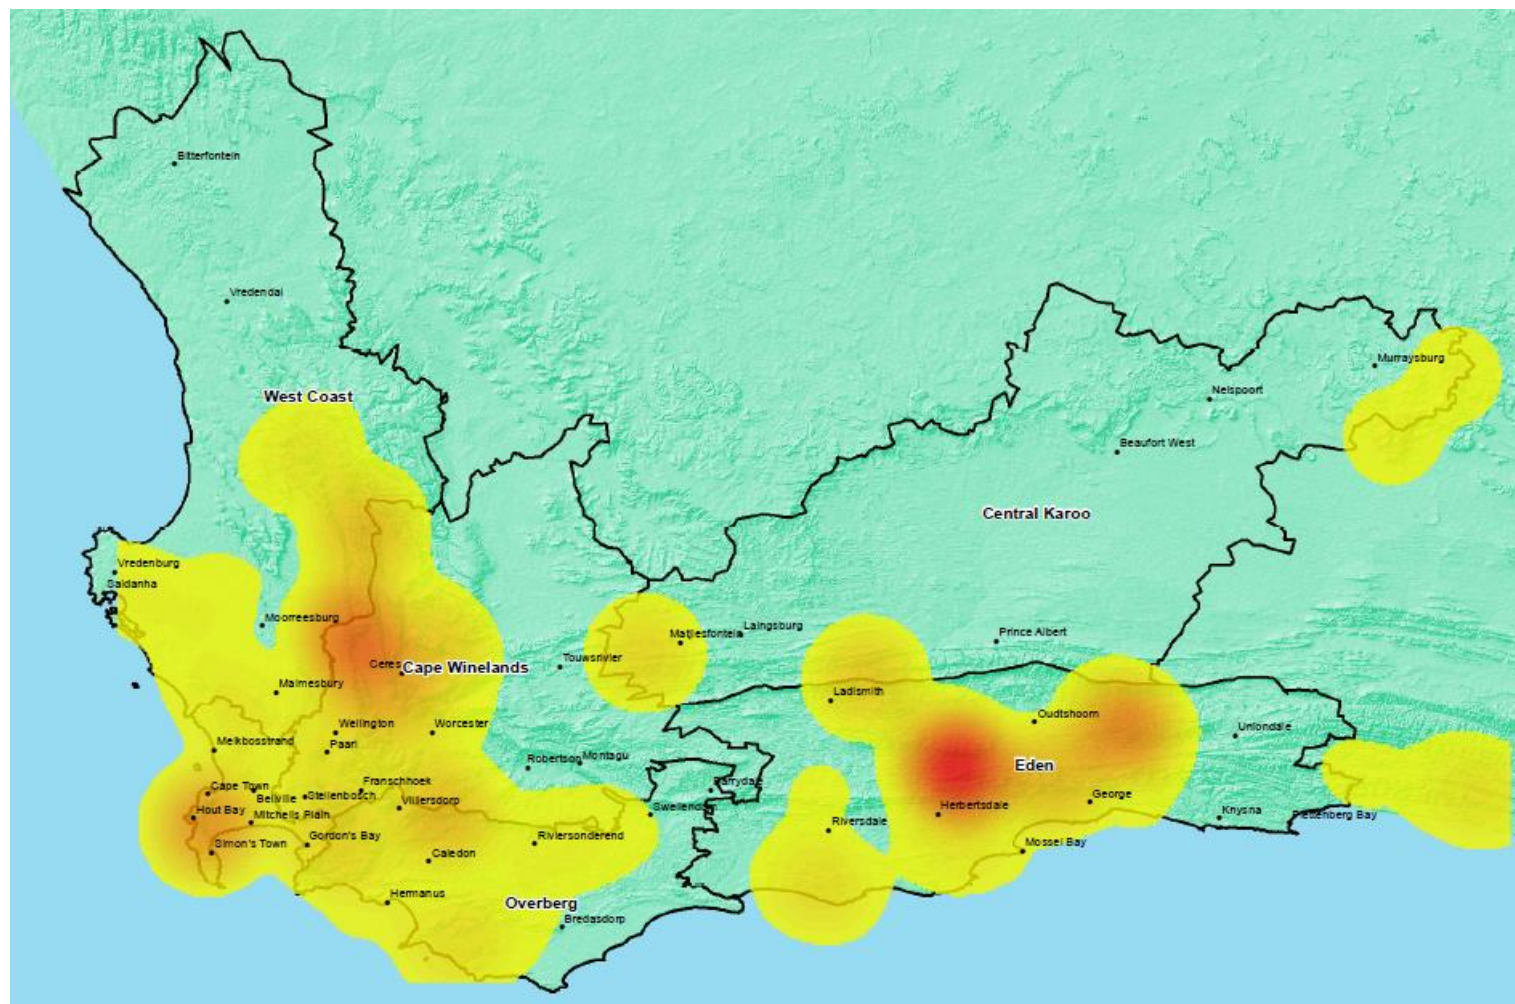 Bitterfontein
Vredendal
West Coast
Murraysburg
Nelspoort
Beaufort West
Central Karoo
Vredenburg
Saldanha
Moorreesburg
Matjiesfontein
Laingsburg
Prince Albert
Touwsrivier
Ceres
Cape Winelands
Malmesbury
Ladismith
Wellington
Worcester
Oudtshoorn
Uniondale
Melkbosstrand
Paarl
Robertson
Montagu
Eden
Cape Town
Bellville
Stellenbosch
Franschhoek
Villiersdorp
Barrydale
Swellendam
Herbertsdale
George
Hout Bay
Mitchells Plain
Riviersonderend
Riversdale
Knysna
Plettenberg Bay
Simon's Town
Gordon's Bay
Caledon
Mossel Bay
Hermanus
Overberg
Bredasdorp